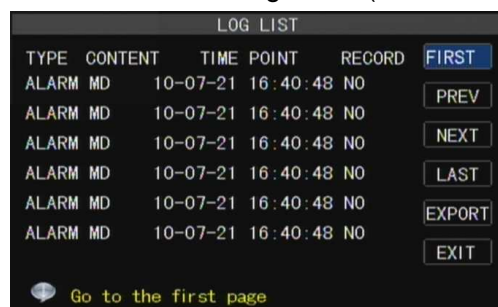 LOG LIST
TYPE CONTENT TIME POINT RECORD FIRST
ALARM MD 10-07-21 16:40:48 NO
PREV
ALARM MD 10-07-21 16:40:48 NO
NEXT
ALARM MD 10-07-21 16:40:48 NO
ALARM MD 10-07-21 16:40:48 NO LAST
ALARM MD 10-07-21 16:40:48 NO
EXPORT
ALARM MD 10-07-21 16:40:48 NO
EXIT
Go to the first page